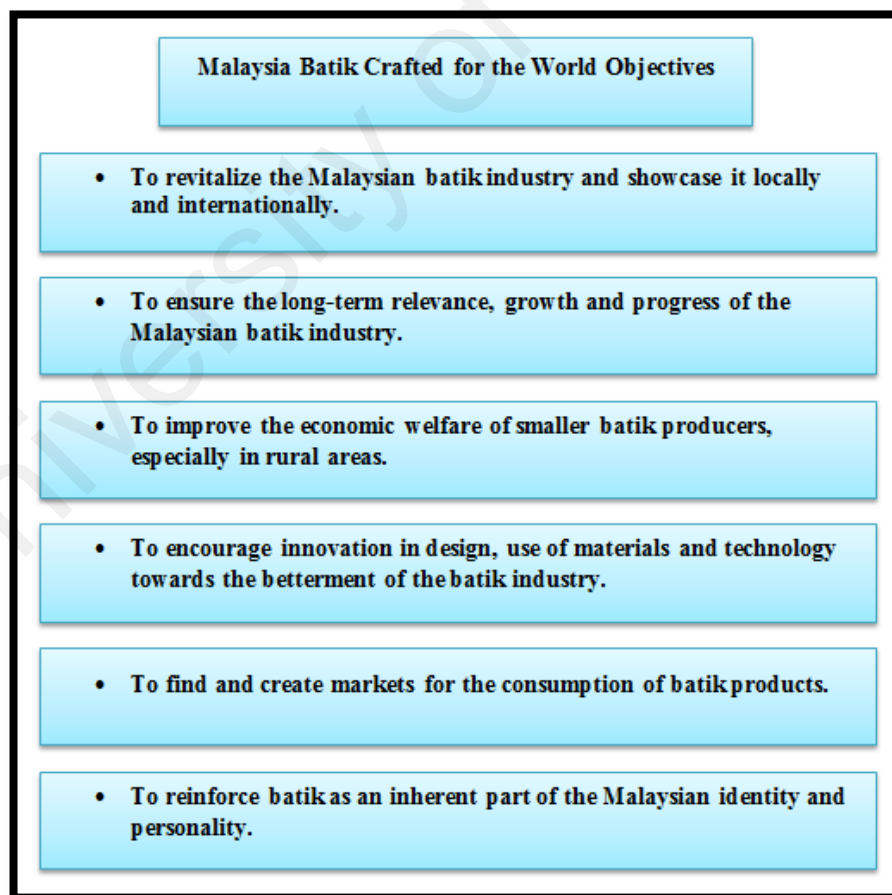 Malaysia Batik Crafted for the World Objectives
• To revitalize the Malaysian batik industry and showcase it locally
and internationally.
• To ensure the long-term relevance, growth and progress of the
Malaysian batik industry.
• To improve the economic welfare of smaller batik producers,
especially in rural areas.
• To encourage innovation in design, use of materials and technology
towards the betterment of the batik industry.
• To find and create markets for the consumption of batik products.
• To reinforce batik as an inherent part of the Malaysian identity and
personality.
University of